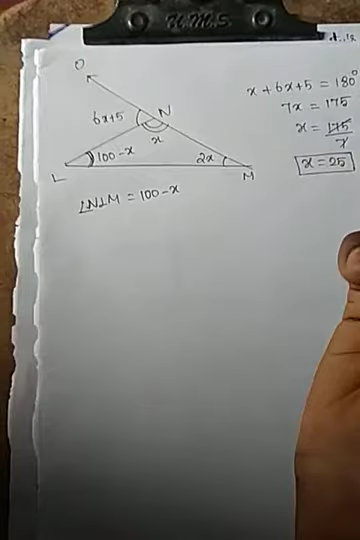 U.M.S
O
6x+5
N
x
100-x
2x
L
M
∠NLM = 100-x
x + 6x + 5 = 180°
7x = 175
x = 175/7
x = 25